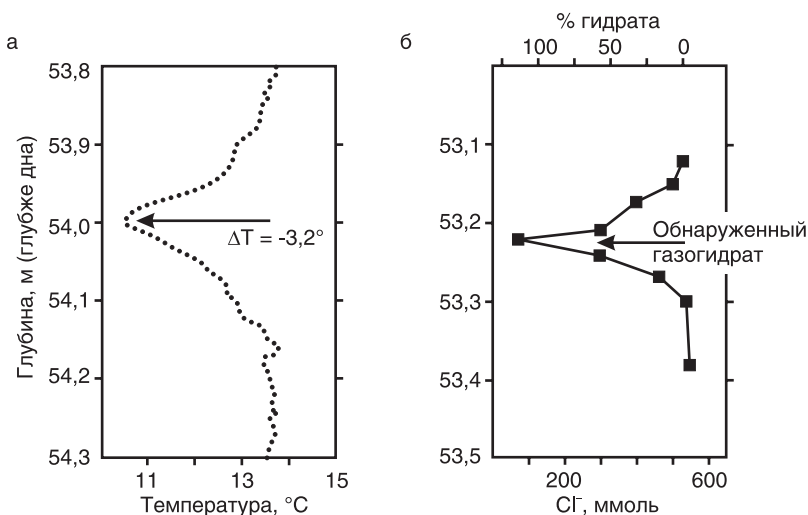 а
53,8
53,9
54,0
54,1
54,2
54,3
Глубина, м (глубже дна)
ΔT = -3,2°
11
13
15
Температура, °C
б
% гидрата
100
50
0
53,1
53,2
53,3
53,4
53,5
Обнаруженный
газогидрат
200
600
Cl⁻, ммоль